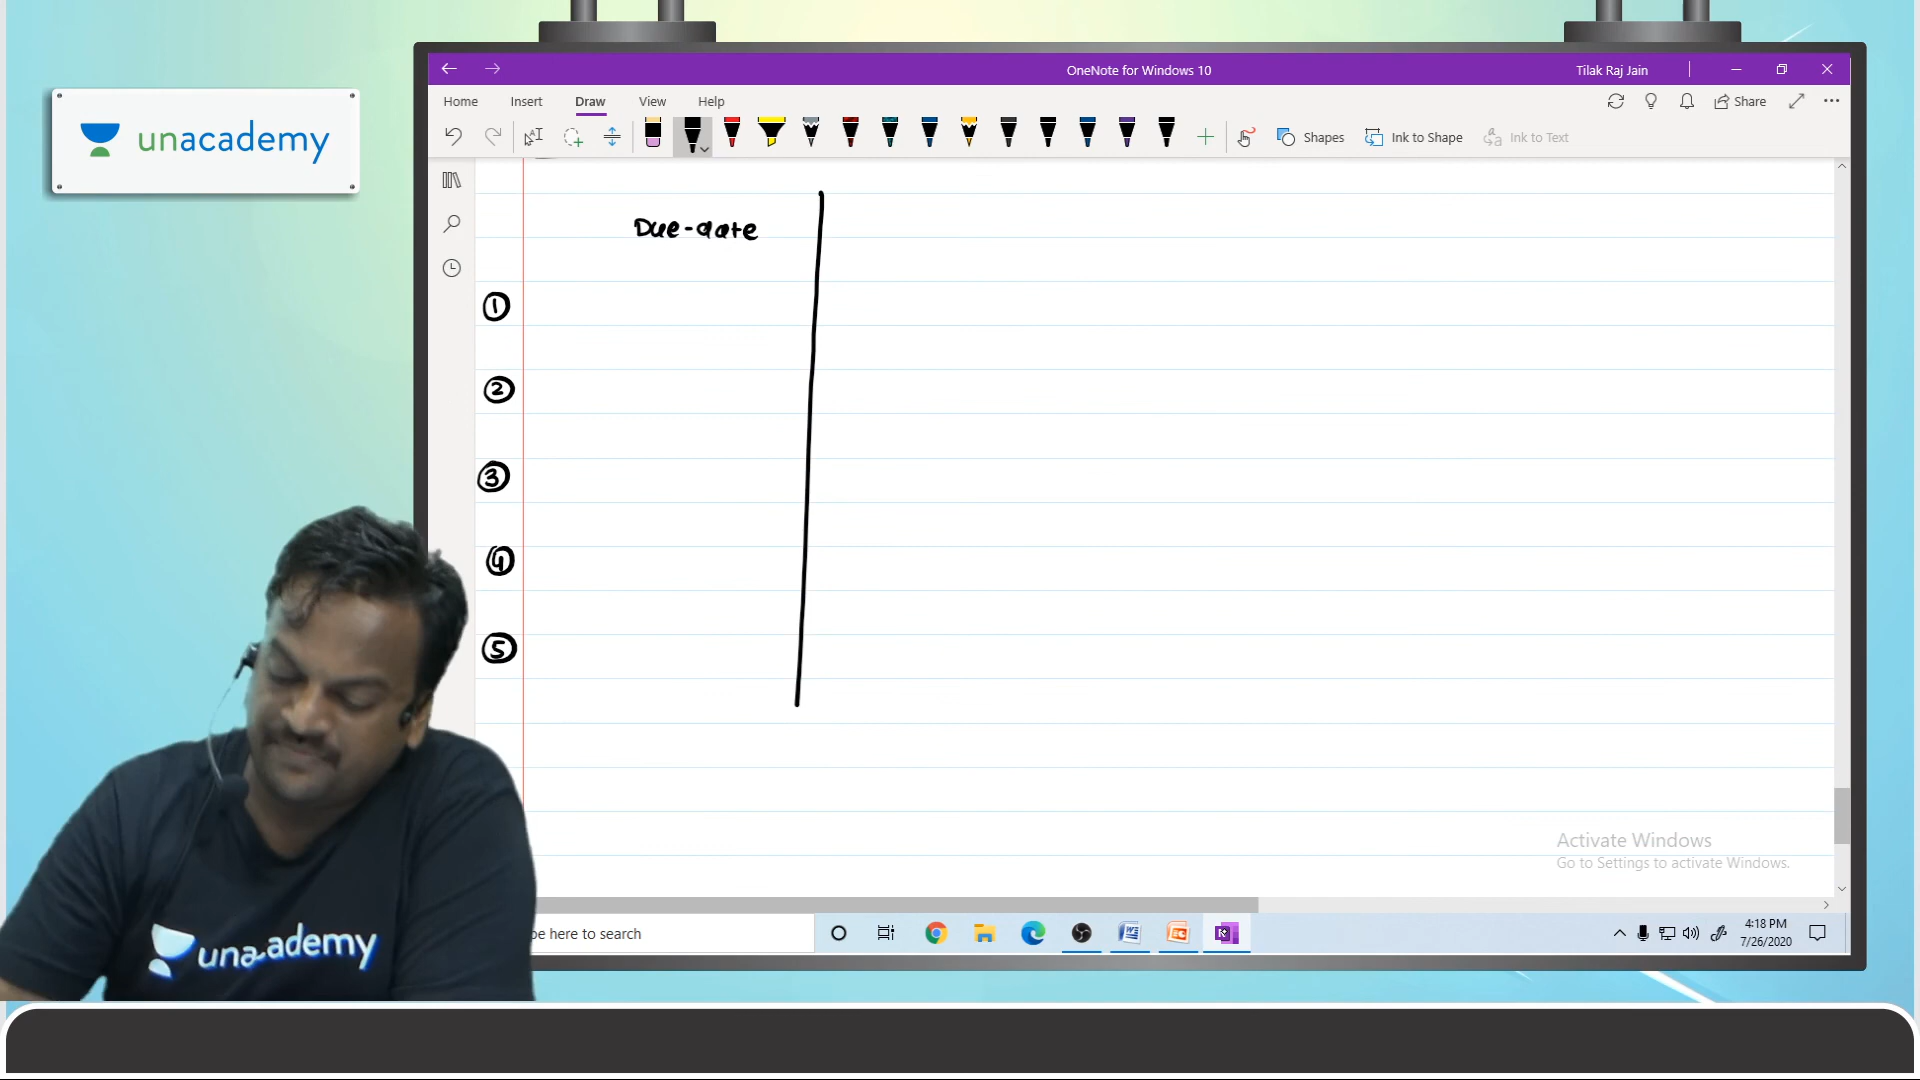 unacademy
OneNote for Windows 10
Tilak Raj Jain
Home Insert Draw View Help
Share
Shapes Ink to Shape Ink to Text
Due-date
1
2
3
4
5
Activate Windows
Go to Settings to activate Windows.
unacademy
pe here to search
4:18 PM
7/26/2020